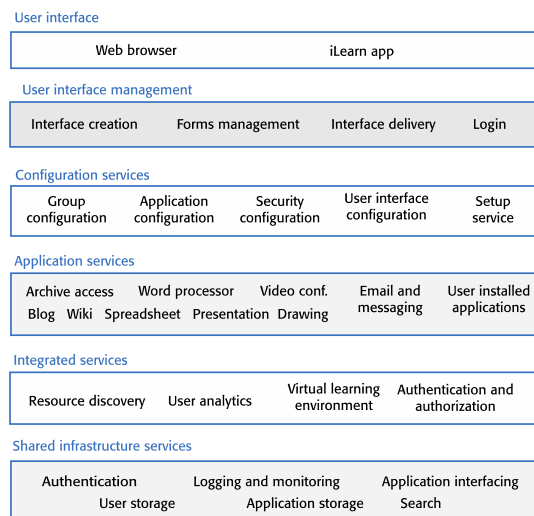 User interface
Web browser iLearn app
User interface management
Interface creation Forms management Interface delivery Login
Configuration services
Group configuration Application configuration Security configuration User interface configuration Setup service
Application services
Archive access Word processor Video conf. Email and messaging User installed applications
Blog Wiki Spreadsheet Presentation Drawing
Integrated services
Resource discovery User analytics Virtual learning environment Authentication and authorization
Shared infrastructure services
Authentication Logging and monitoring Application interfacing
User storage Application storage Search